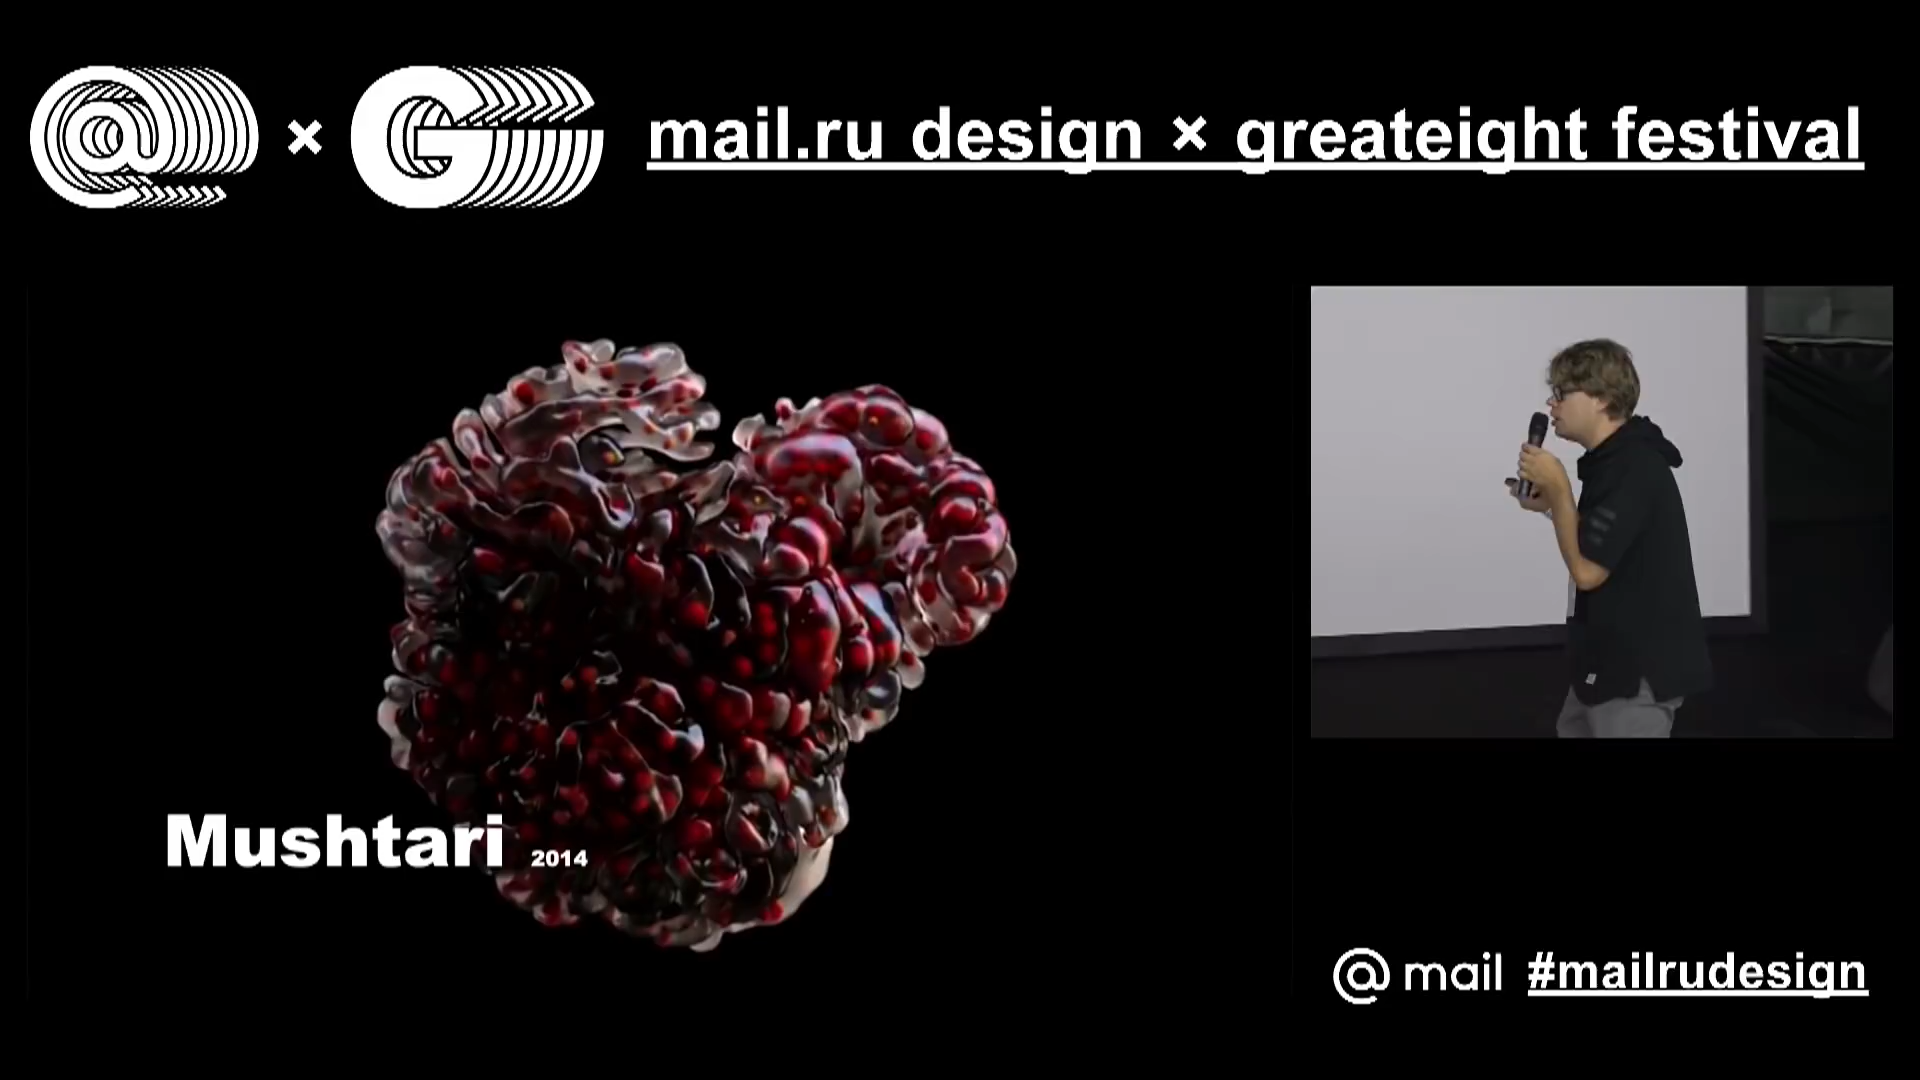 @ × G mail.ru design × greateight festival
Mushtari 2014
@ mail #mailrudesign